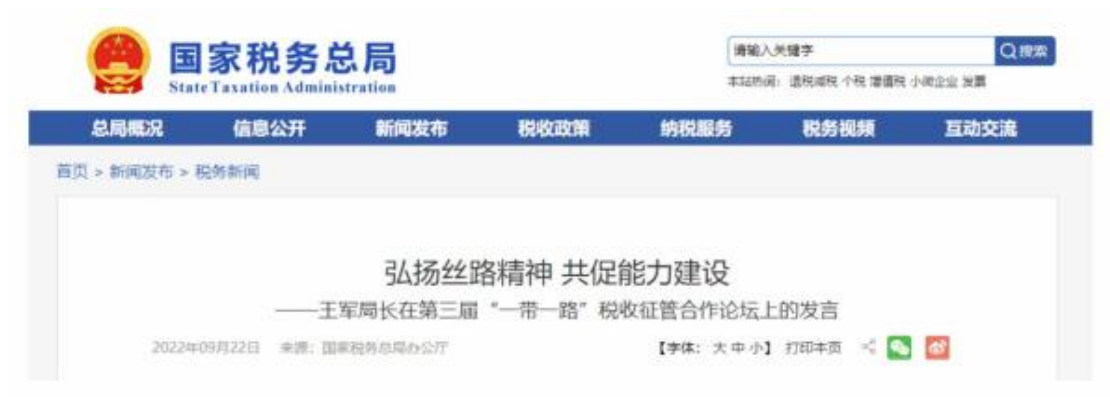 国家税务总局
State Taxation Administration
请输入关键字
搜索
本站热词：退税减税 个税 增值税 小微企业 发票
总局概况 信息公开 新闻发布 税收政策 纳税服务 税务视频 互动交流
首页 > 新闻发布 > 税务新闻
弘扬丝路精神 共促能力建设
——王军局长在第三届“一带一路”税收征管合作论坛上的发言
2022年09月22日 来源：国家税务总局办公厅 【字体：大 中 小】 打印本页